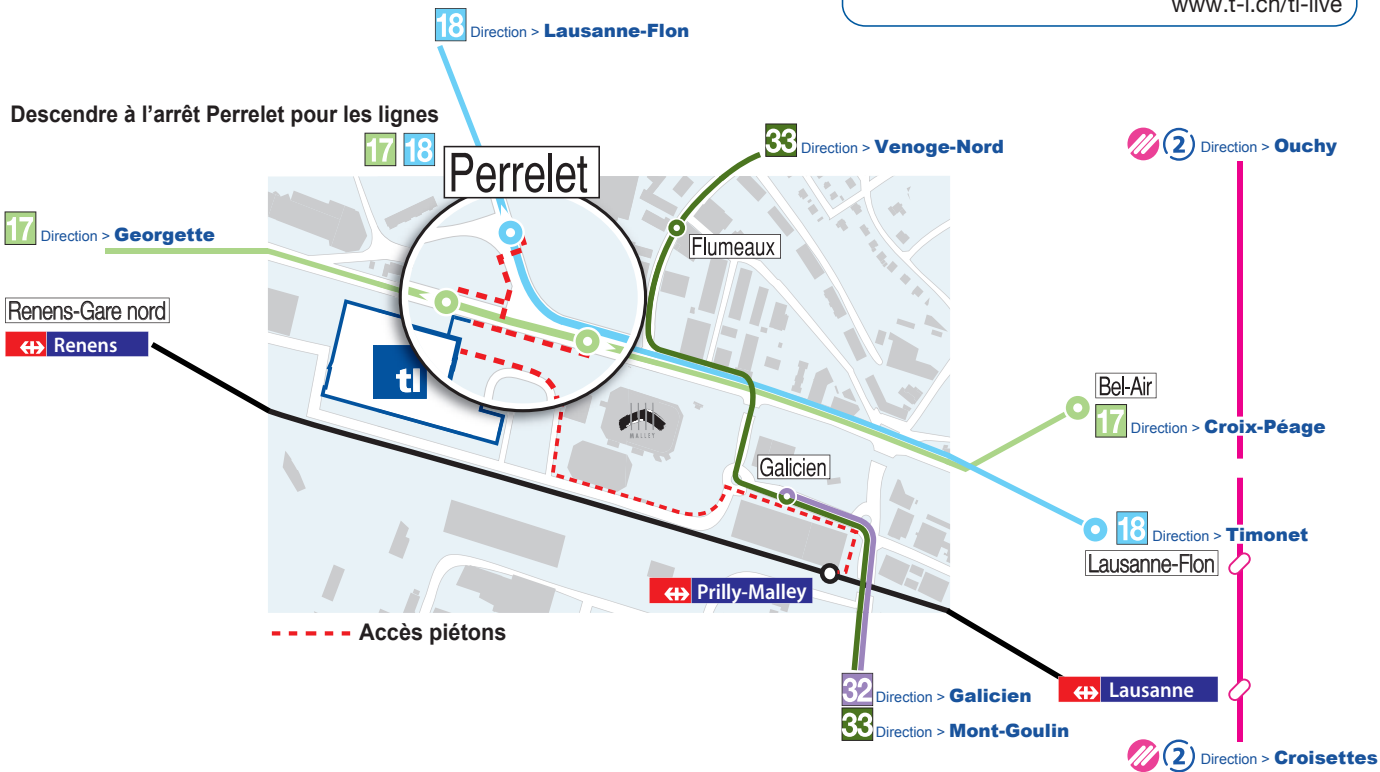 www.t-l.ch/tl-live
18 Direction > Lausanne-Flon
Descendre à l'arrêt Perrelet pour les lignes
17 18
Perrelet
33 Direction > Venoge-Nord
2 Direction > Ouchy
17 Direction > Georgette
Flumeaux
Renens-Gare nord
Renens
tl
MALLEY
Bel-Air
17 Direction > Croix-Péage
Galicien
18 Direction > Timonet
Lausanne-Flon
Prilly-Malley
Accès piétons
32 Direction > Galicien
Lausanne
33 Direction > Mont-Goulin
2 Direction > Croisettes